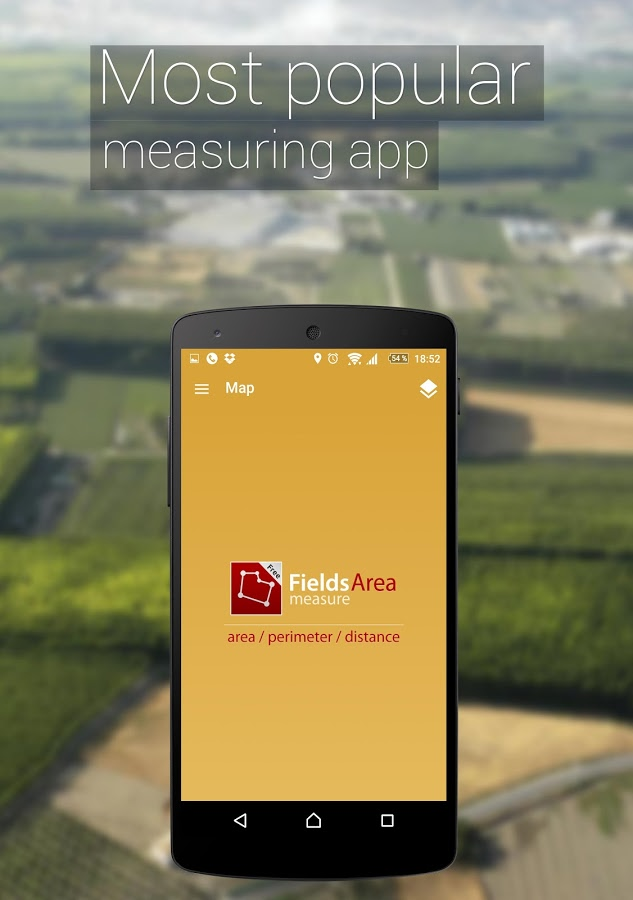 Most popular
measuring app
54 % 18:52
Map
Free
FieldsArea
measure
area / perimeter / distance